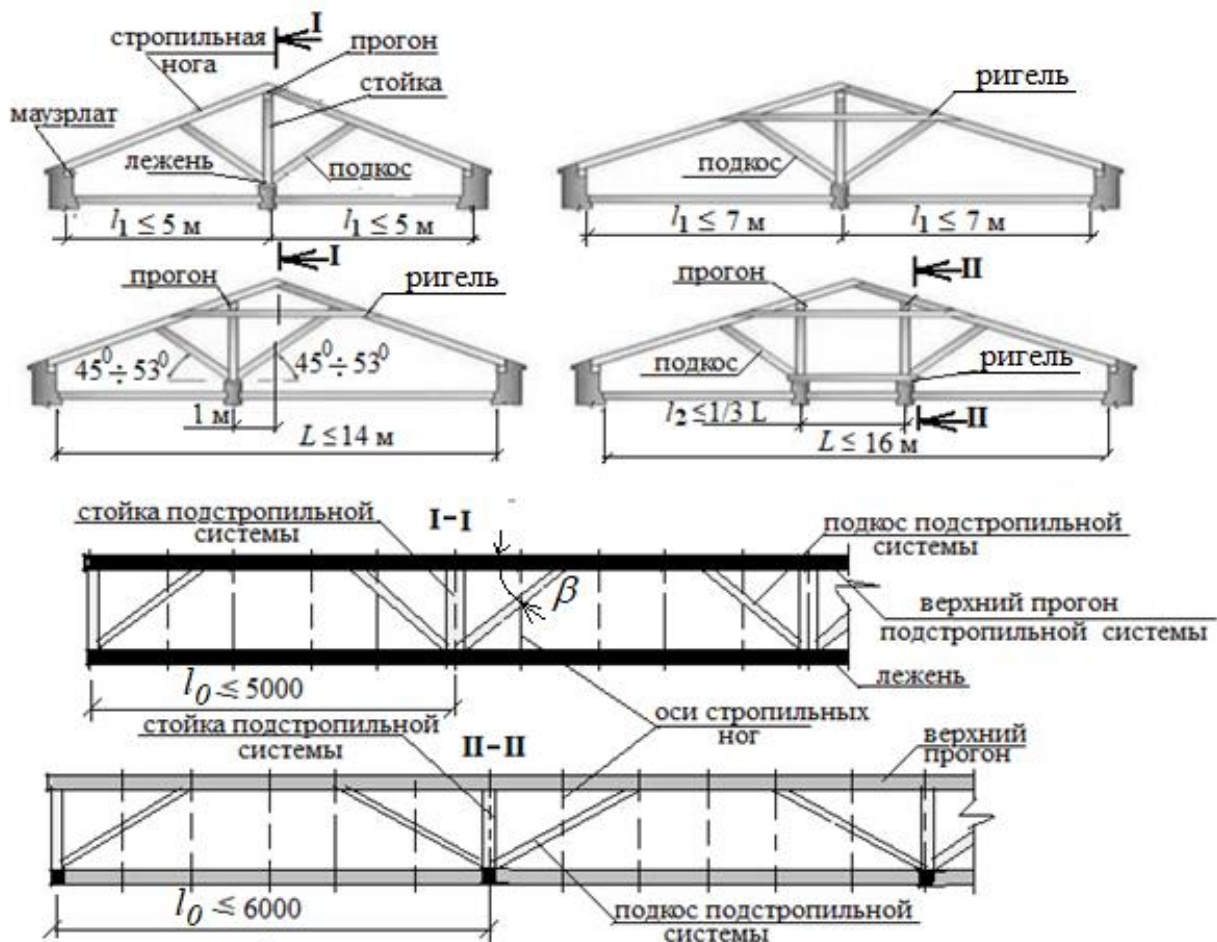 I
стропильная
нога
прогон
стойка
маузрлат
лежень
подкос
l1 ≤ 5 м
l1 ≤ 5 м
ригель
подкос
l1 ≤ 7 м
l1 ≤ 7 м
I
прогон
ригель
45⁰÷53⁰
45⁰÷53⁰
1 м
L ≤ 14 м
II
прогон
подкос
ригель
l2 ≤1/3 L
II
L ≤ 16 м
стойка подстропильной
системы
I-I
подкос подстропильной
системы
β
верхний прогон
подстропильной системы
лежень
l0 ≤ 5000
оси стропильных
ног
стойка подстропильной
системы
II-II
верхний
прогон
l0 ≤ 6000
подкос подстропильной
системы